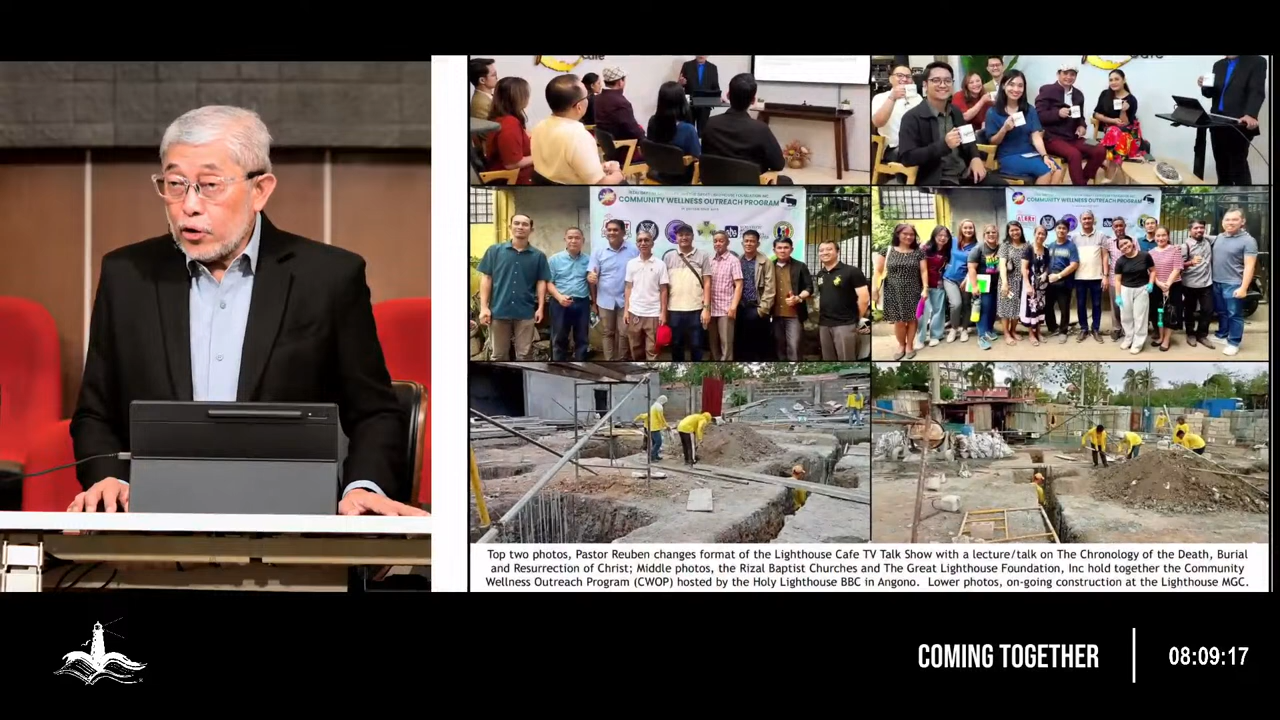 Cafe
COMMUNITY WELLNESS OUTREACH PROGRAM
COMMUNITY WELLNESS OUTREACH PROGRAM
Top two photos, Pastor Reuben changes format of the Lighthouse Cafe TV Talk Show with a lecture/talk on The Chronology of the Death, Burial
and Resurrection of Christ; Middle photos, the Rizal Baptist Churches and The Great Lighthouse Foundation, Inc hold together the Community
Wellness Outreach Program (CWOP) hosted by the Holy Lighthouse BBC in Angono.  Lower photos, on-going construction at the Lighthouse MGC.
COMING TOGETHER
08:09:17